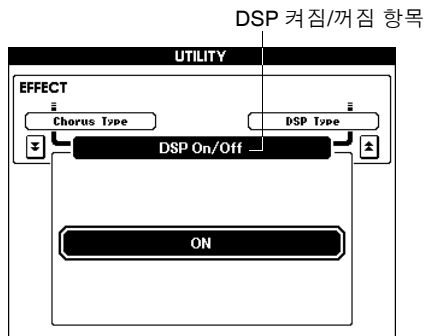 DSP 켜짐/꺼짐 항목
UTILITY
EFFECT
Chorus Type
DSP Type
DSP On/Off
ON